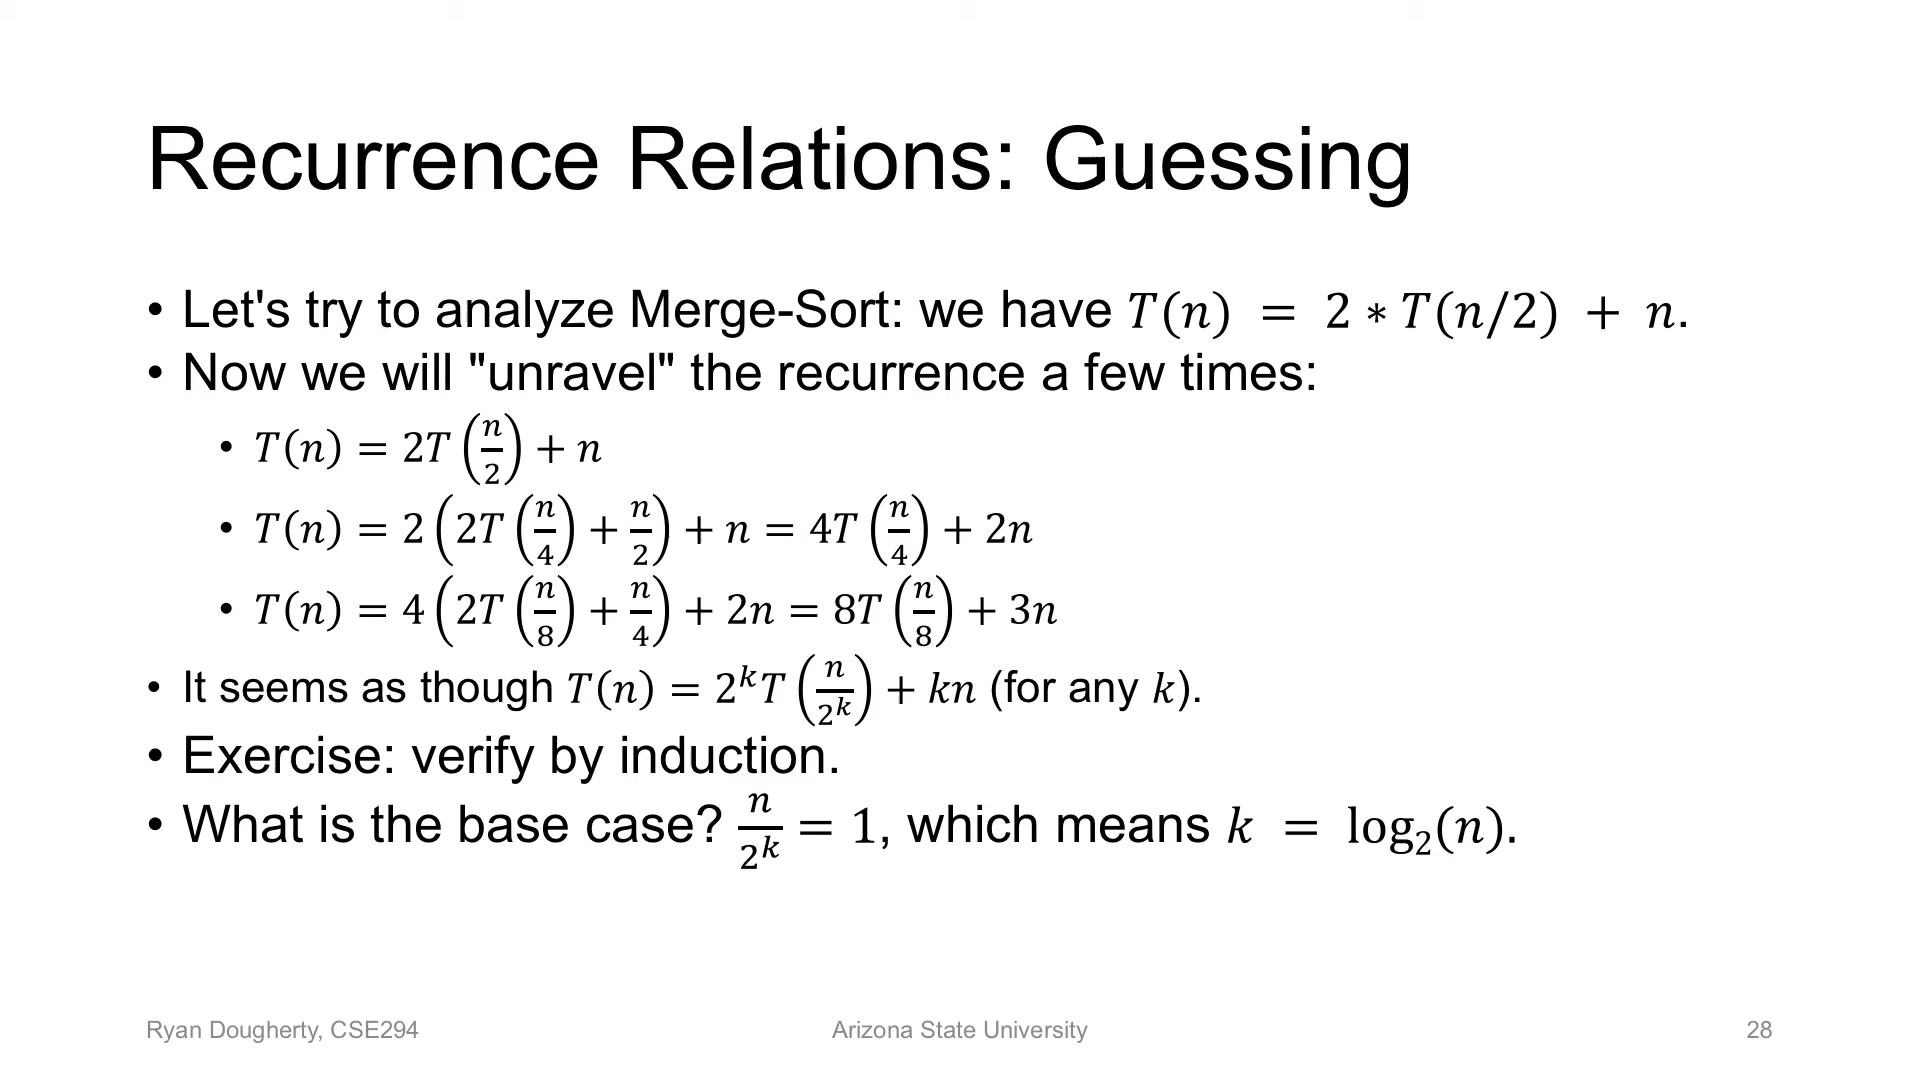 Recurrence Relations: Guessing
• Let's try to analyze Merge-Sort: we have 𝑇(𝑛) = 2 ∗ 𝑇(𝑛/2) + 𝑛.
• Now we will "unravel" the recurrence a few times:
• 𝑇(𝑛) = 2𝑇(𝑛/2) + 𝑛
• 𝑇(𝑛) = 2(2𝑇(𝑛/4) + 𝑛/2) + 𝑛 = 4𝑇(𝑛/4) + 2𝑛
• 𝑇(𝑛) = 4(2𝑇(𝑛/8) + 𝑛/4) + 2𝑛 = 8𝑇(𝑛/8) + 3𝑛
• It seems as though 𝑇(𝑛) = 2^𝑘 𝑇(𝑛/2^𝑘) + 𝑘𝑛 (for any 𝑘).
• Exercise: verify by induction.
• What is the base case? 𝑛/2^𝑘 = 1, which means 𝑘 = log₂(𝑛).
Ryan Dougherty, CSE294
Arizona State University
28